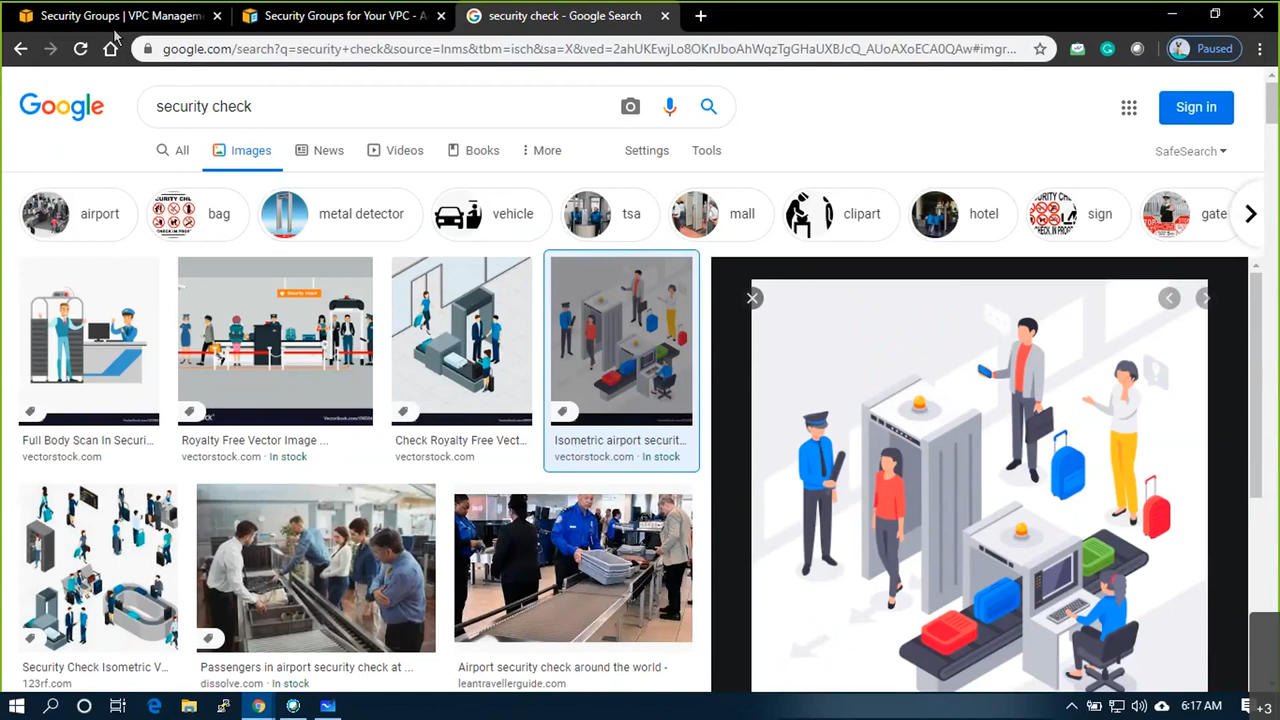 Security Groups | VPC Managem
Security Groups for Your VPC - A
security check - Google Search
google.com/search?q=security+check&source=lnms&tbm=isch&sa=X&ved=2ahUKEwjLo8OKnJboAhWqzTgGHaUXBJcQ_AUoAXoECA0QAw#imgr...
Paused
Google
security check
Sign in
All
Images
News
Videos
Books
More
Settings
Tools
SafeSearch
airport
bag
metal detector
vehicle
tsa
mall
clipart
hotel
sign
gate
Full Body Scan In Securi...
vectorstock.com
Royalty Free Vector Image ...
vectorstock.com · In stock
Check Royalty Free Vect...
vectorstock.com
Isometric airport securit...
vectorstock.com · In stock
Security Check Isometric V...
123rf.com
Passengers in airport security check at ...
dissolve.com · In stock
Airport security check around the world -
leantravellerguide.com
6:17 AM
+3